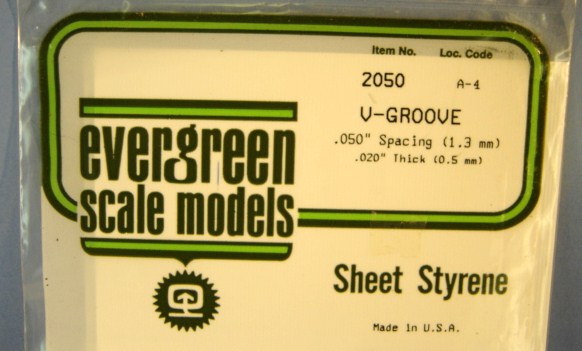 Item No. Loc. Code
2050 A-4
V-GROOVE
.050" Spacing (1.3 mm)
.020" Thick (0.5 mm)
evergreen
scale models
Sheet Styrene
Made in U.S.A.